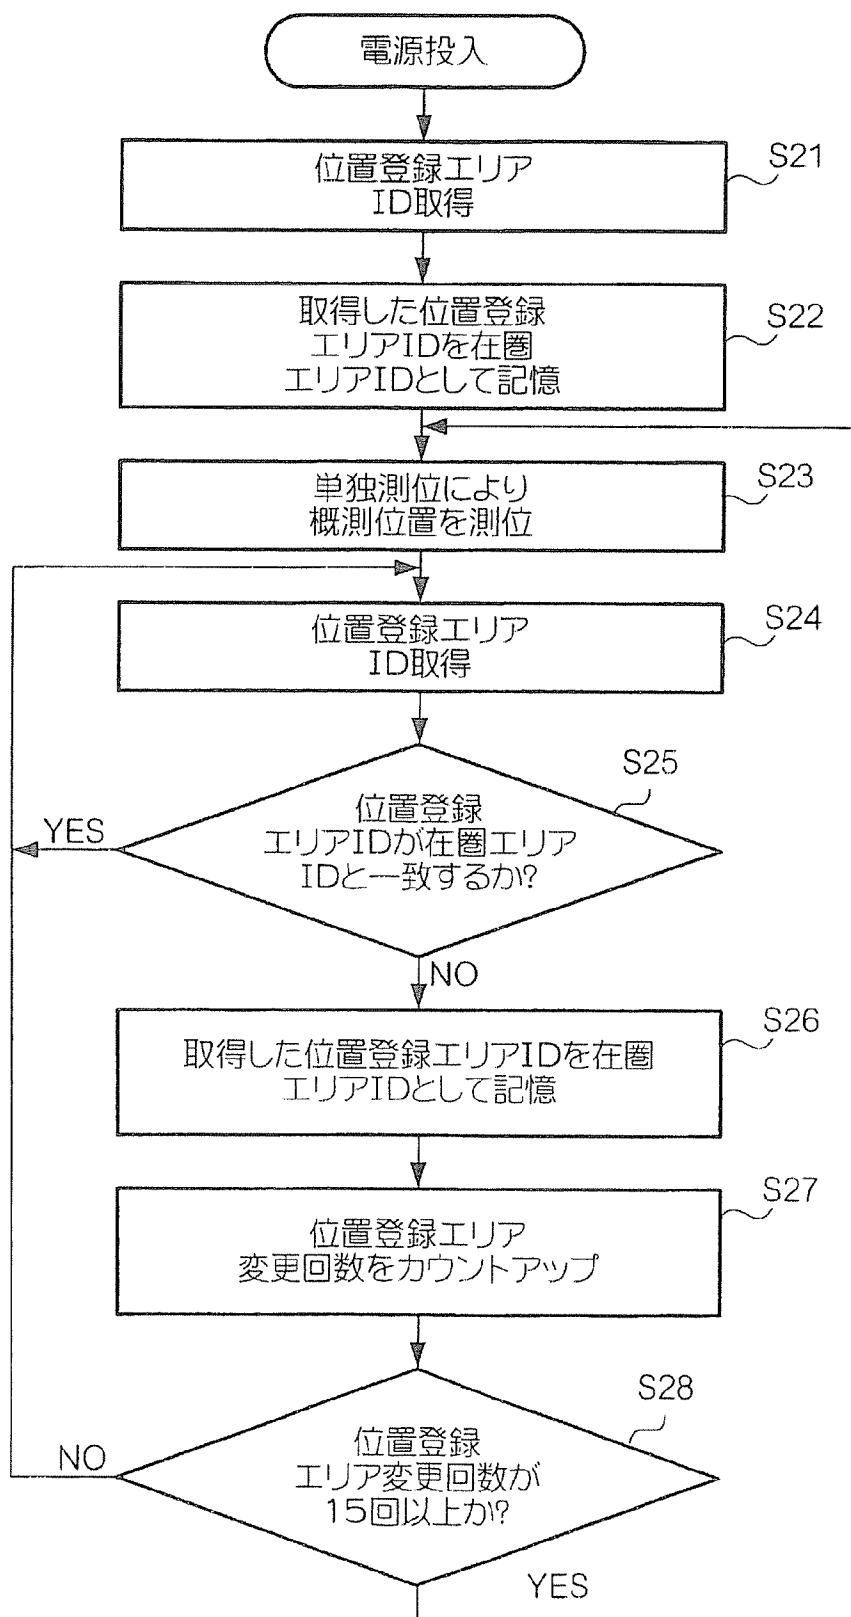 電源投入
位置登録エリア
ID取得
S21
取得した位置登録
エリアIDを在圏
エリアIDとして記憶
S22
単独測位により
概測位置を測位
S23
位置登録エリア
ID取得
S24
位置登録
エリアIDが在圏エリア
IDと一致するか?
S25
YES
NO
取得した位置登録エリアIDを在圏
エリアIDとして記憶
S26
位置登録エリア
変更回数をカウントアップ
S27
位置登録
エリア変更回数が
15回以上か?
S28
NO
YES